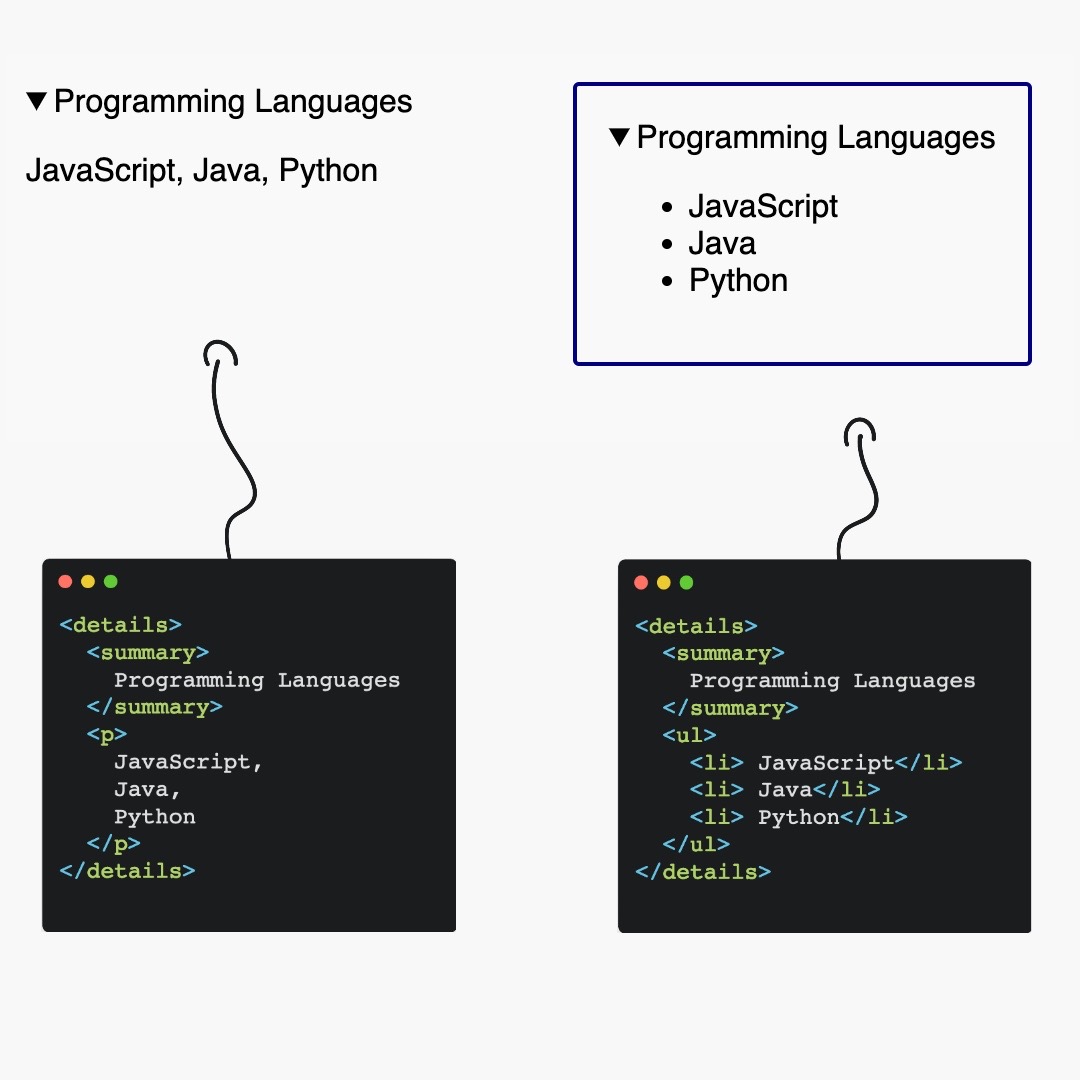 ▼ Programming Languages
JavaScript, Java, Python
▼ Programming Languages
• JavaScript
• Java
• Python
<details>
  <summary>
    Programming Languages
  </summary>
  <p>
    JavaScript,
    Java,
    Python
  </p>
</details>
<details>
  <summary>
    Programming Languages
  </summary>
  <ul>
    <li> JavaScript</li>
    <li> Java</li>
    <li> Python</li>
  </ul>
</details>